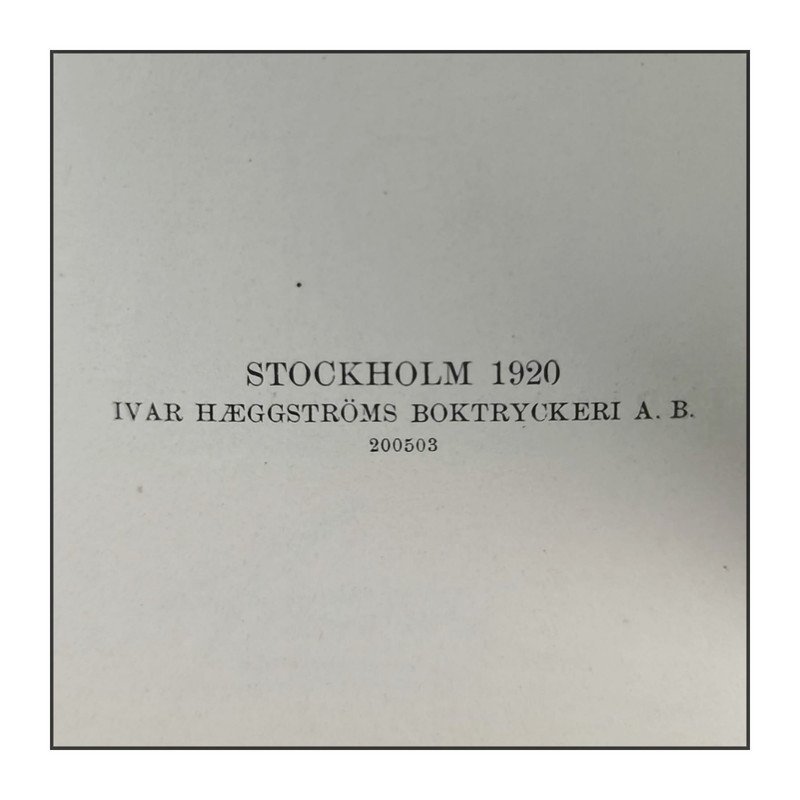 STOCKHOLM 1920
IVAR HÆGGSTRÖMS BOKTRYCKERI A. B.
200503